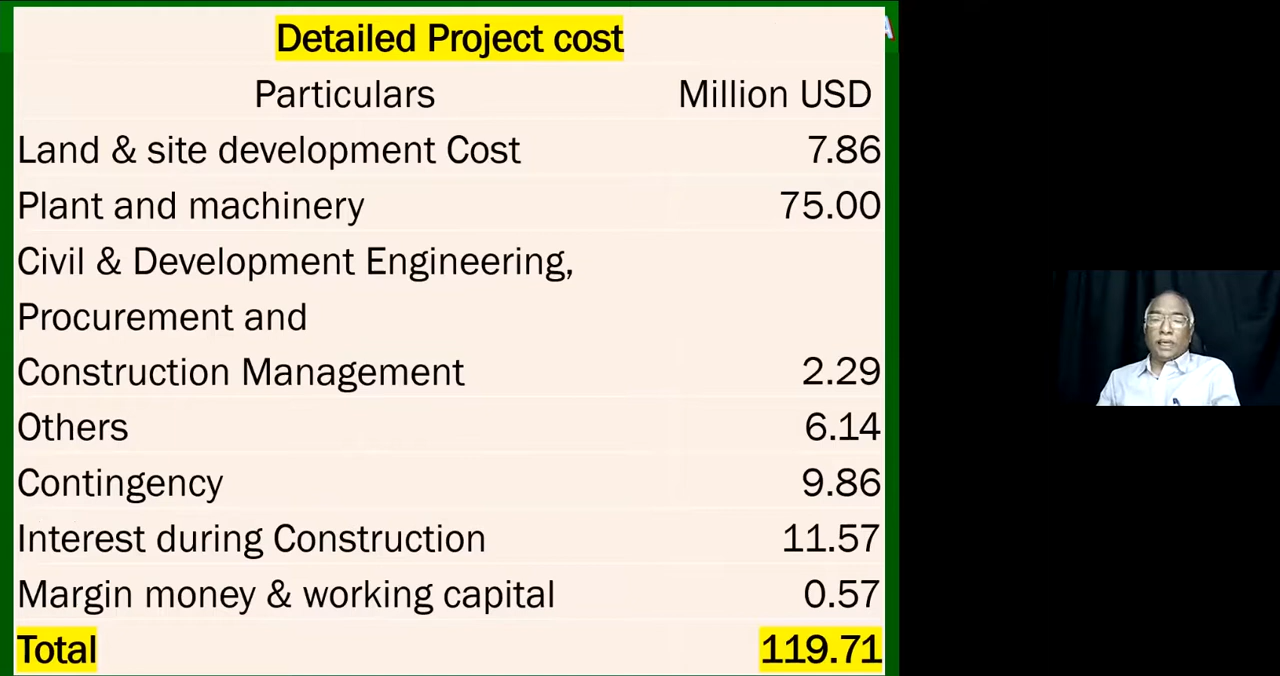 Detailed Project cost
Particulars Million USD
Land & site development Cost 7.86
Plant and machinery 75.00
Civil & Development Engineering,
Procurement and
Construction Management 2.29
Others 6.14
Contingency 9.86
Interest during Construction 11.57
Margin money & working capital 0.57
Total 119.71